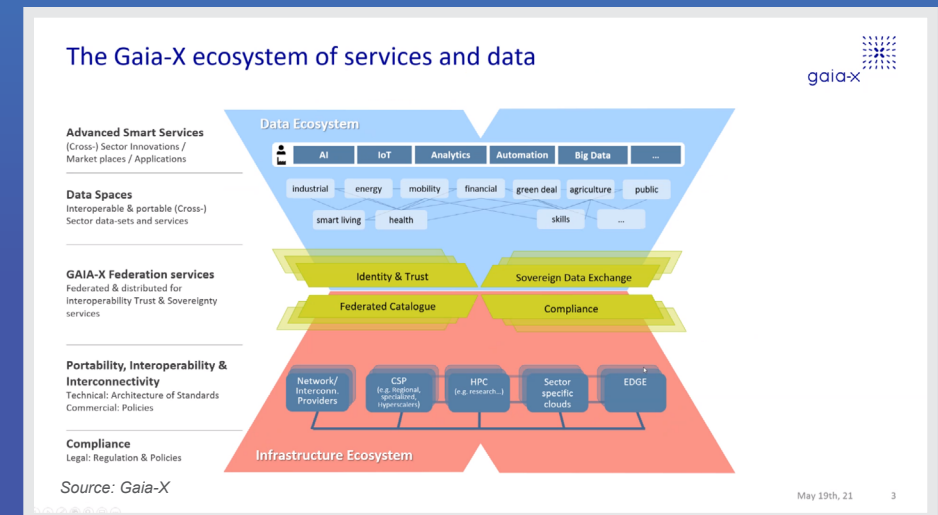 The Gaia-X ecosystem of services and data
gaia-x
Advanced Smart Services
(Cross-) Sector Innovations /
Market places / Applications
Data Spaces
Interoperable & portable (Cross-)
Sector data-sets and services
GAIA-X Federation services
Federated & distributed for
interoperability Trust & Sovereignty
services
Portability, Interoperability &
Interconnectivity
Technical: Architecture of Standards
Commercial: Policies
Compliance
Legal: Regulation & Policies
Data Ecosystem
AI
IoT
Analytics
Automation
Big Data
...
industrial
energy
mobility
financial
green deal
agriculture
public
smart living
health
skills
...
Identity & Trust
Sovereign Data Exchange
Federated Catalogue
Compliance
Network/
Interconn.
Providers
CSP
(e.g. Regional,
specialized,
Hyperscalers)
HPC
(e.g. research...)
Sector
specific
clouds
EDGE
Infrastructure Ecosystem
Source: Gaia-X
May 19th, 21
3